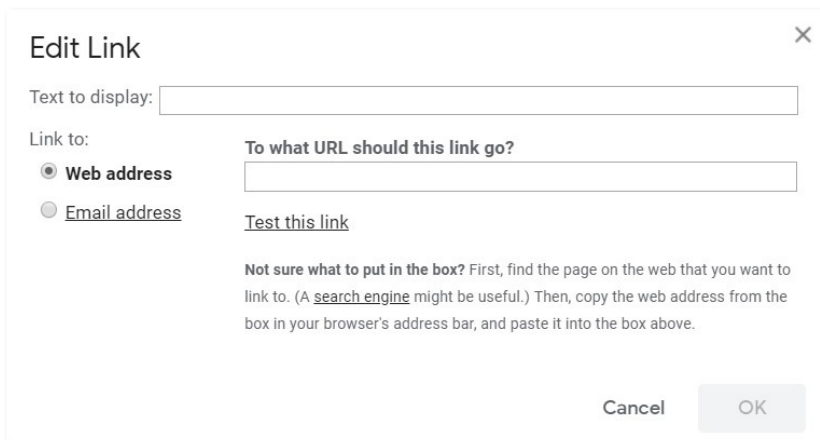 Edit Link
Text to display:
Link to:
Web address
Email address
To what URL should this link go?
Test this link
Not sure what to put in the box? First, find the page on the web that you want to
link to. (A search engine might be useful.) Then, copy the web address from the
box in your browser's address bar, and paste it into the box above.
Cancel
OK